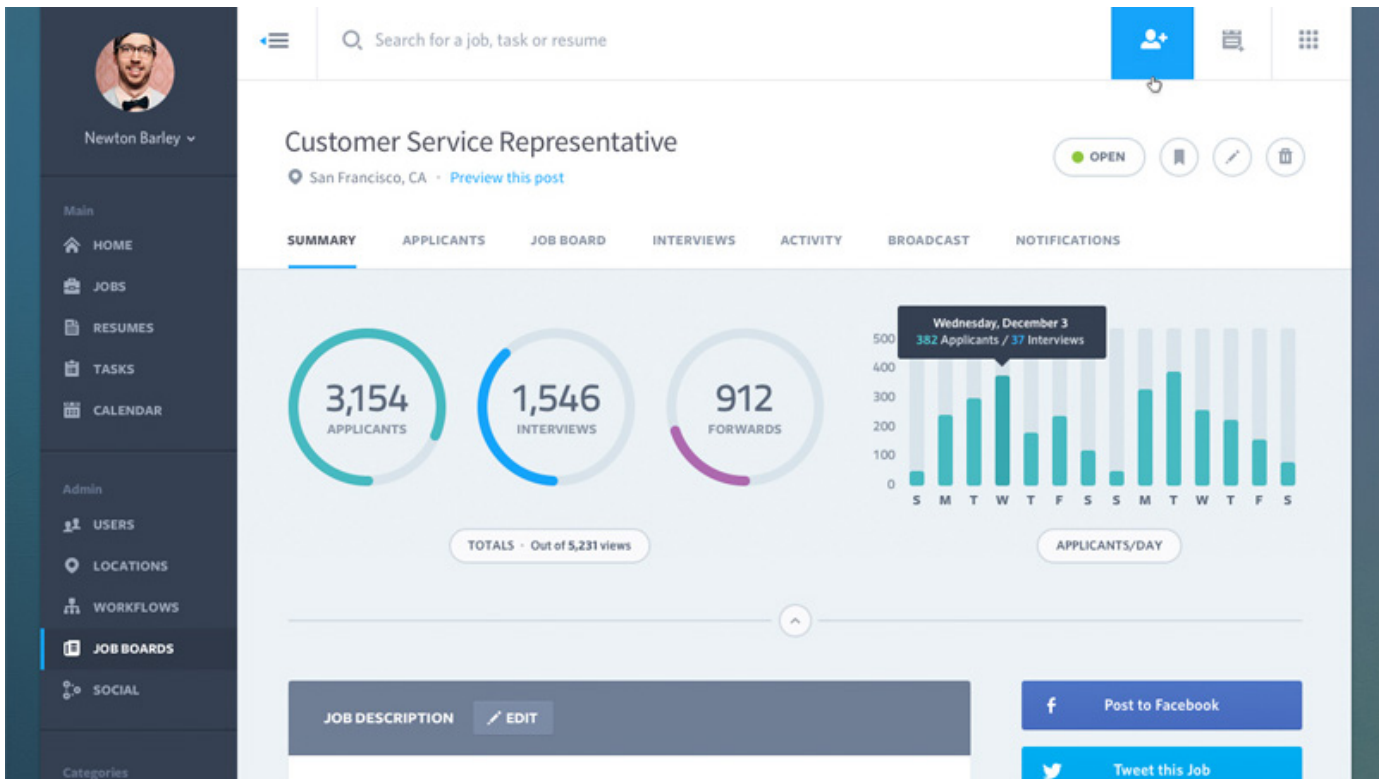 Newton Barley
Main
HOME
JOBS
RESUMES
TASKS
CALENDAR
Admin
USERS
LOCATIONS
WORKFLOWS
JOB BOARDS
SOCIAL
Categories
Search for a job, task or resume
Customer Service Representative
San Francisco, CA · Preview this post
OPEN
SUMMARY APPLICANTS JOB BOARD INTERVIEWS ACTIVITY BROADCAST NOTIFICATIONS
3,154
APPLICANTS
1,546
INTERVIEWS
912
FORWARDS
TOTALS · Out of 5,231 views
Wednesday, December 3
382 Applicants / 37 Interviews
500
400
300
200
100
0
S M T W T F S S M T W T F S
APPLICANTS/DAY
JOB DESCRIPTION EDIT
Post to Facebook
Tweet this Job